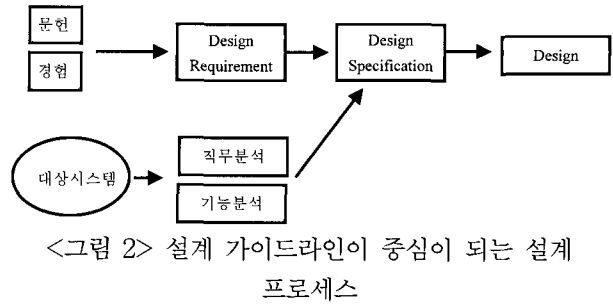 문헌
경험
Design
Requirement
Design
Specification
Design
대상시스템
직무분석
기능분석
<그림 2> 설계 가이드라인이 중심이 되는 설계
프로세스